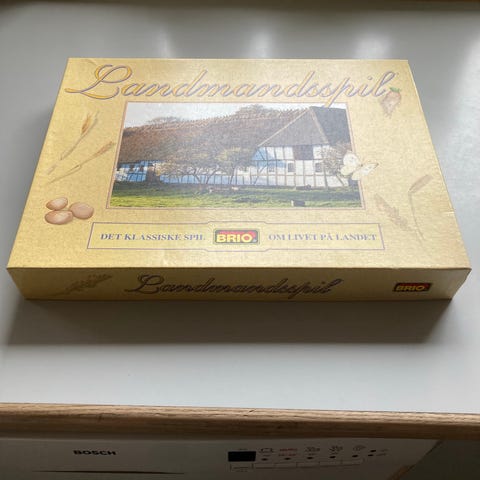 Landmandsspil
DET KLASSISKE SPIL BRIO. OM LIVET PÅ LANDET
Landmandsspil BRIO.
BOSCH